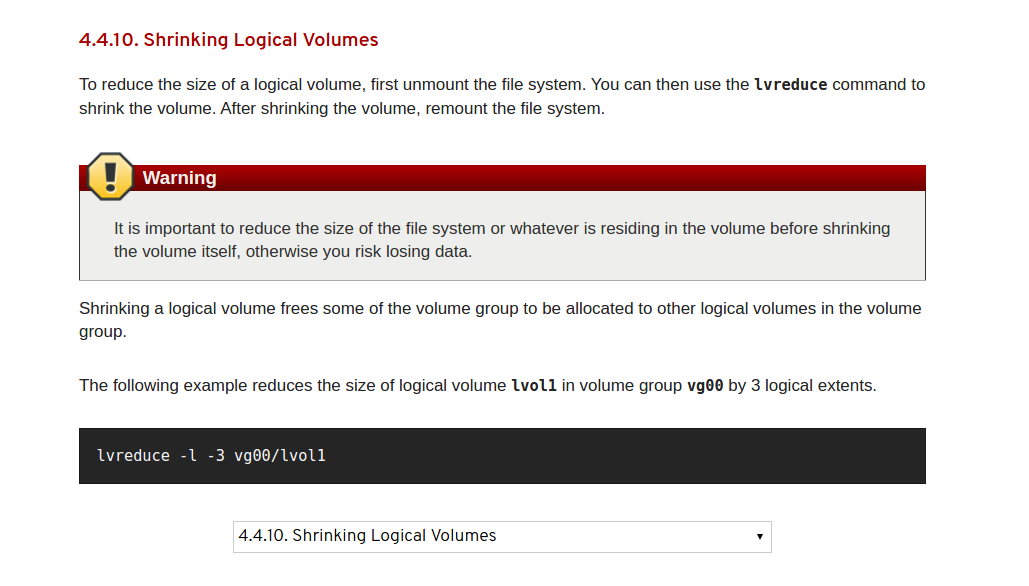 4.4.10. Shrinking Logical Volumes
To reduce the size of a logical volume, first unmount the file system. You can then use the lvreduce command to
shrink the volume. After shrinking the volume, remount the file system.
Warning
It is important to reduce the size of the file system or whatever is residing in the volume before shrinking
the volume itself, otherwise you risk losing data.
Shrinking a logical volume frees some of the volume group to be allocated to other logical volumes in the volume
group.
The following example reduces the size of logical volume lvol1 in volume group vg00 by 3 logical extents.
lvreduce -l -3 vg00/lvol1
4.4.10. Shrinking Logical Volumes